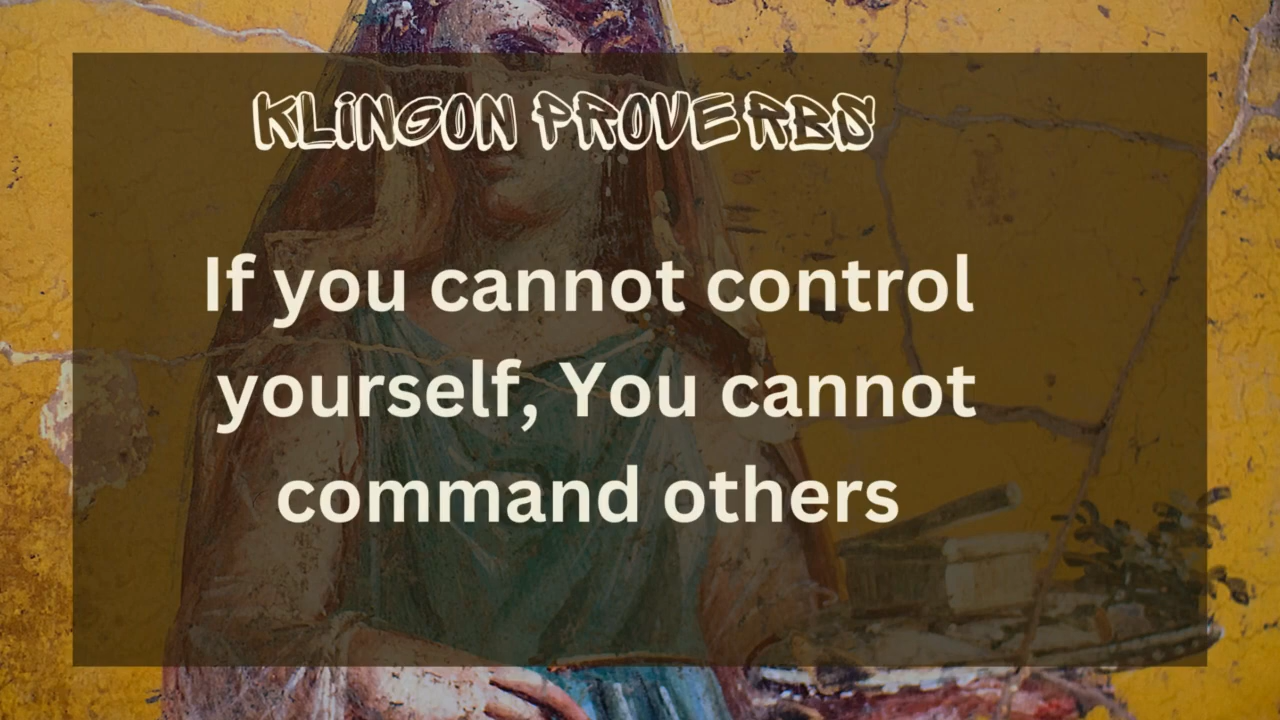 KLiNGON PROVERBS
If you cannot control
yourself, You cannot
command others